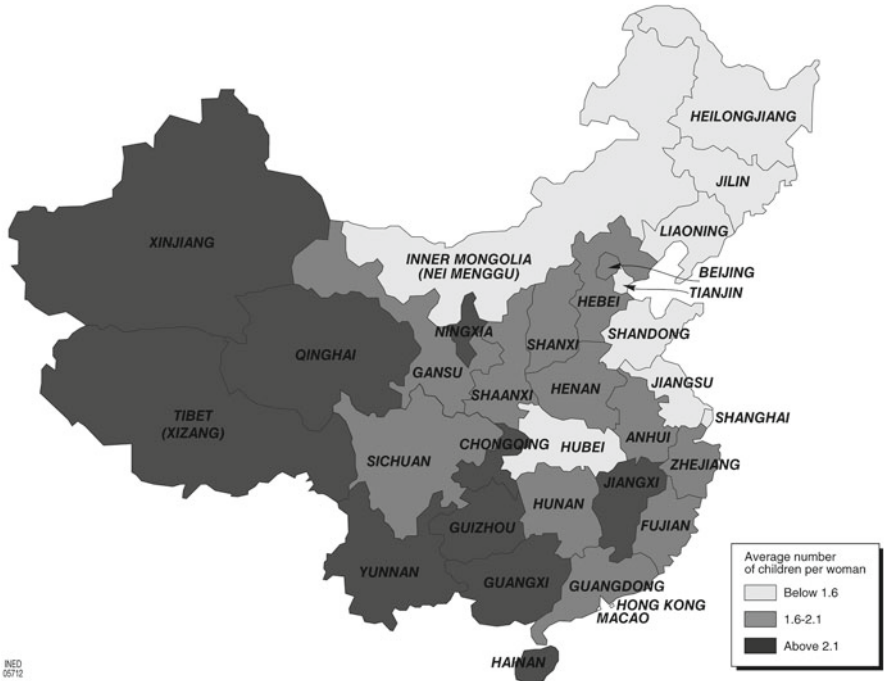 HEILONGJIANG
JILIN
LIAONING
XINJIANG
INNER MONGOLIA
(NEI MENGGU)
BEIJING
TIANJIN
HEBEI
NINGXIA
SHANDONG
SHANXI
QINGHAI
GANSU
SHAANXI
HENAN
JIANGSU
SHANGHAI
TIBET
(XIZANG)
CHONGQING
HUBEI
ANHUI
SICHUAN
ZHEJIANG
JIANGXI
HUNAN
GUIZHOU
FUJIAN
YUNNAN
GUANGXI
GUANGDONG
HONG KONG
MACAO
HAINAN
Average number
of children per woman
Below 1.6
1.6-2.1
Above 2.1
INED
05712